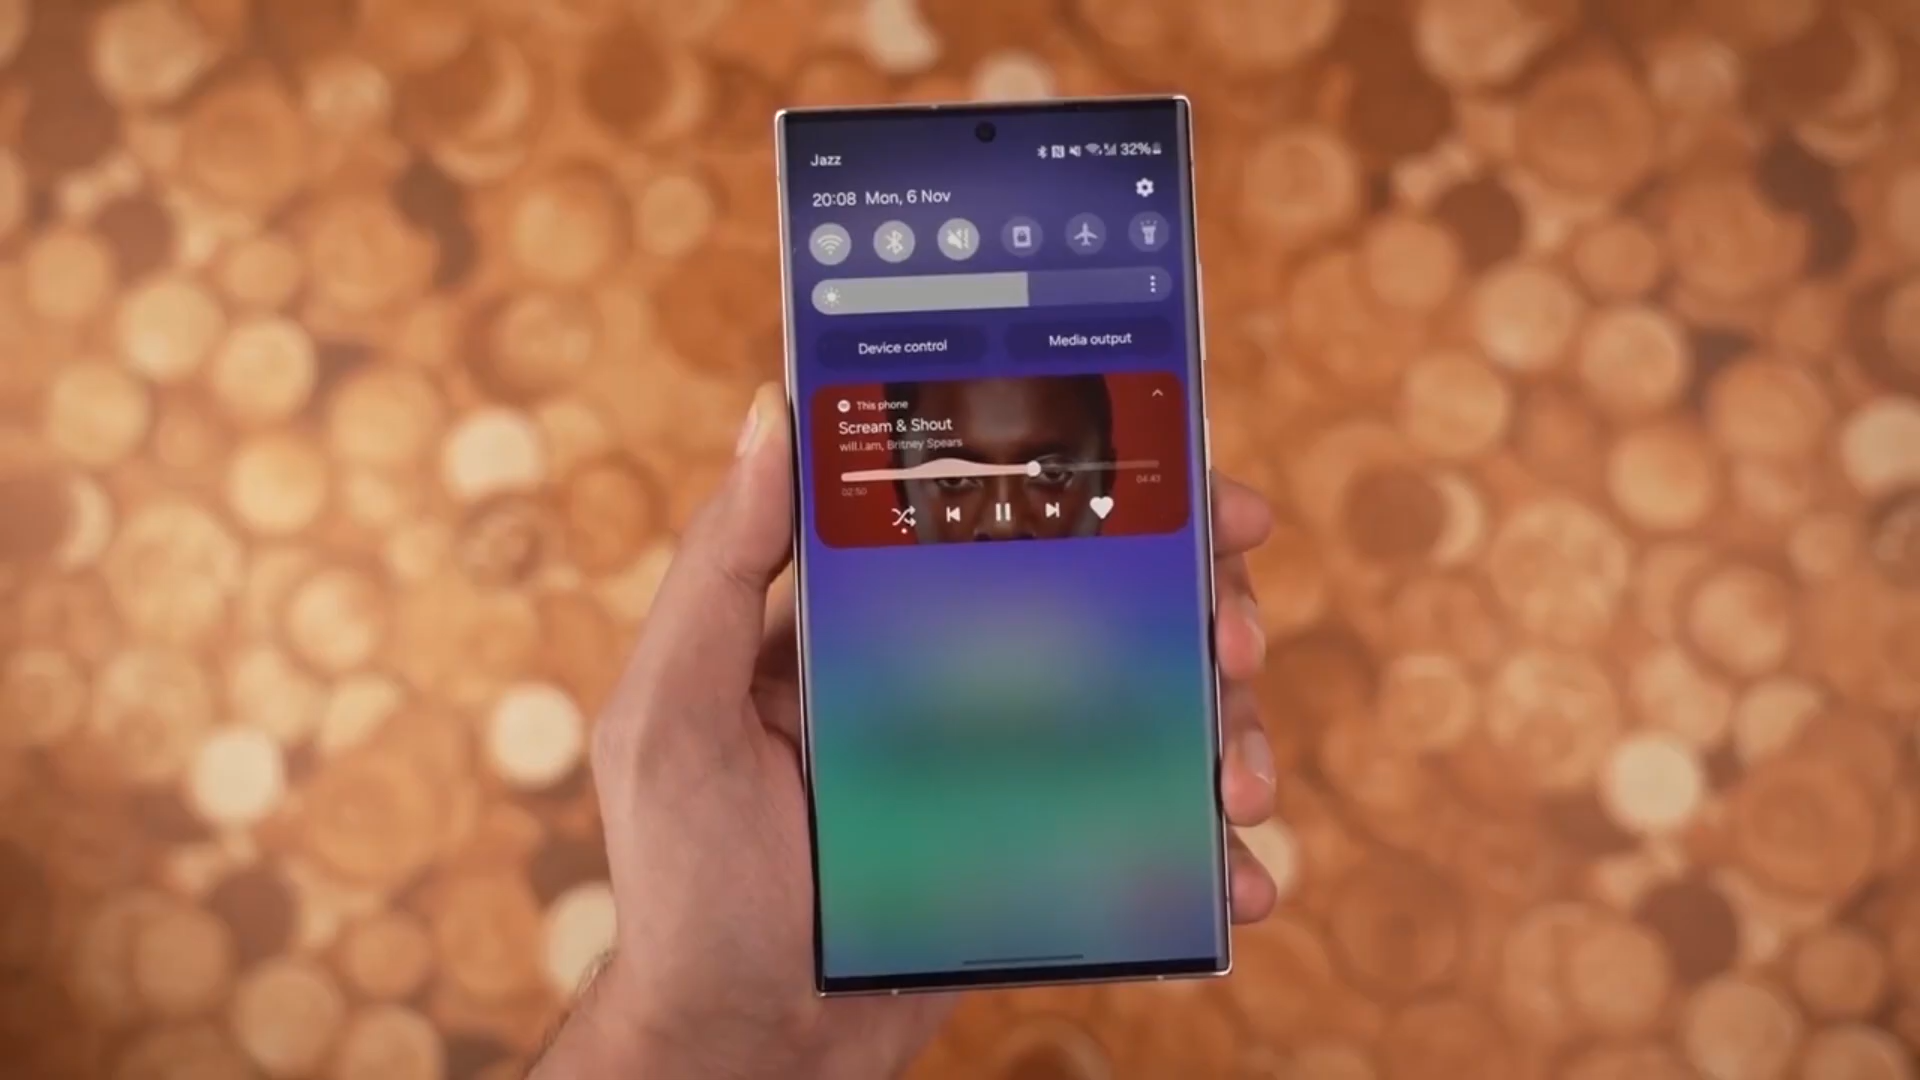 Jazz
32%
20:08 Mon, 6 Nov
Device control
Media output
This phone
Scream & Shout
will.i.am, Britney Spears
02:50
04:43